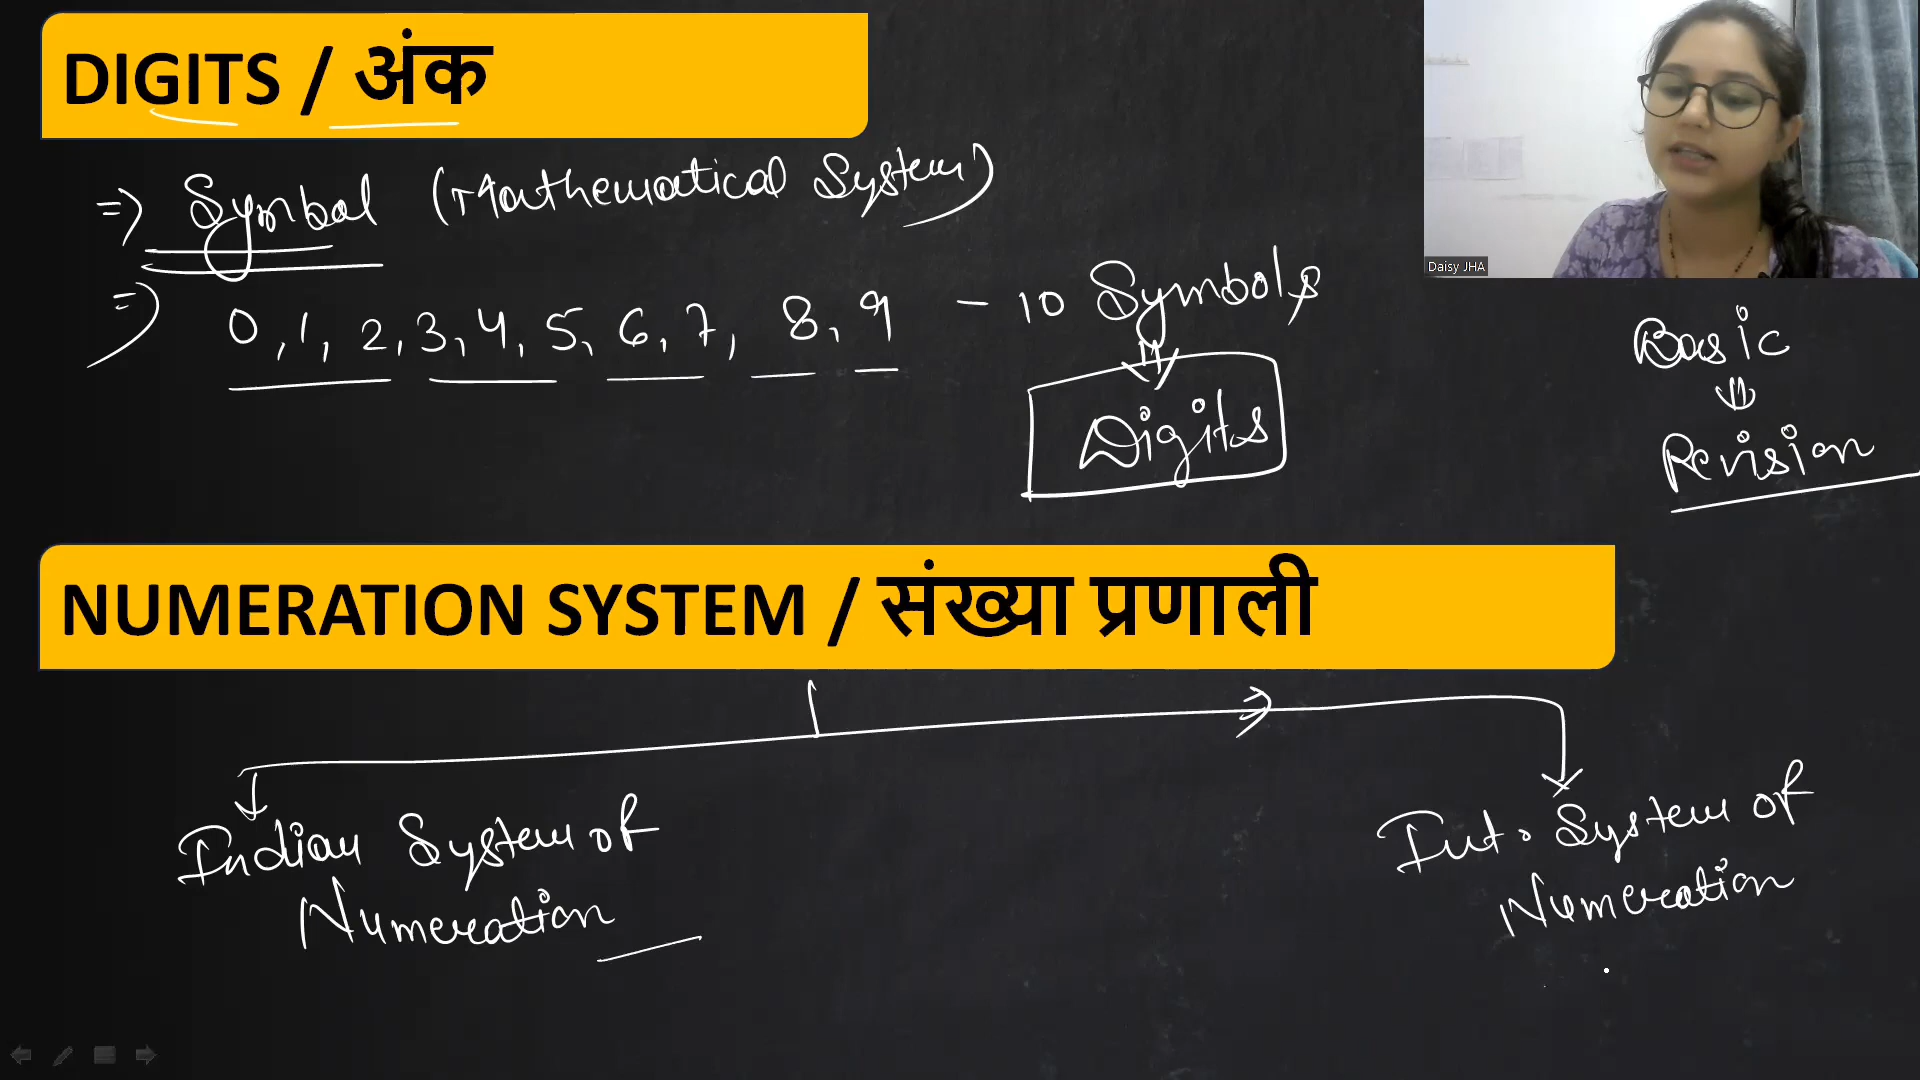 DIGITS / अंक
=> Symbol (Mathematical System)
=> 0, 1, 2, 3, 4, 5, 6, 7, 8, 9 - 10 Symbols
Digits
Daisy JHA
Basic
Revision
NUMERATION SYSTEM / संख्या प्रणाली
Indian System of
Numeration
Int. System of
Numeration